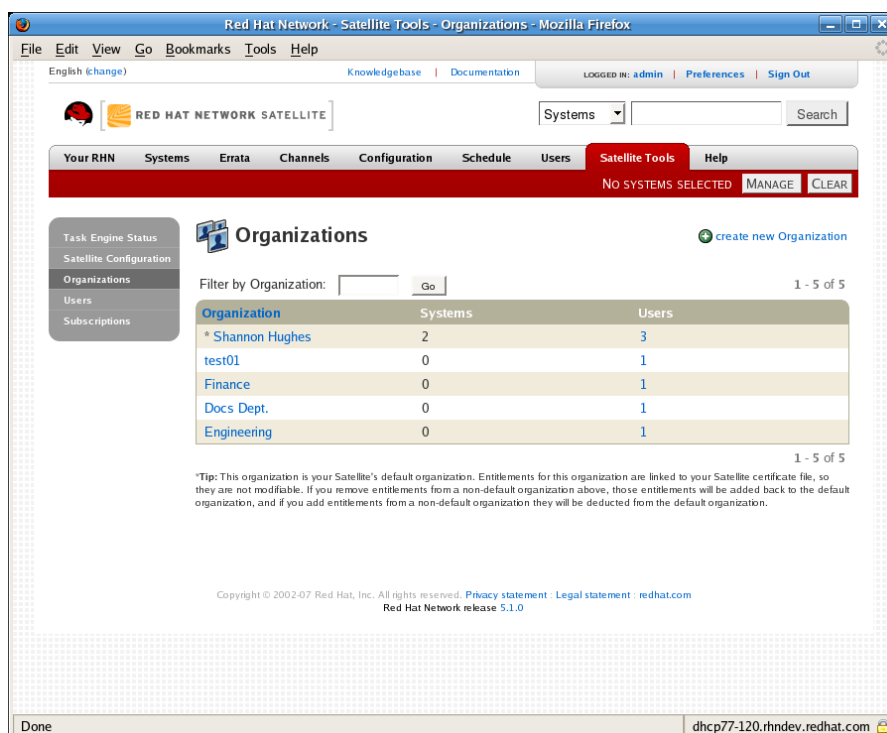 Red Hat Network - Satellite Tools - Organizations - Mozilla Firefox
File Edit View Go Bookmarks Tools Help
English (change) Knowledgebase | Documentation LOGGED IN: admin | Preferences | Sign Out
RED HAT NETWORK SATELLITE Systems Search
Your RHN Systems Errata Channels Configuration Schedule Users Satellite Tools Help
NO SYSTEMS SELECTED MANAGE CLEAR
Task Engine Status
Satellite Configuration
Organizations
Users
Subscriptions
Organizations create new Organization
Filter by Organization: Go 1 - 5 of 5
Organization Systems Users
* Shannon Hughes 2 3
test01 0 1
Finance 0 1
Docs Dept. 0 1
Engineering 0 1
1 - 5 of 5
*Tip: This organization is your Satellite's default organization. Entitlements for this organization are linked to your Satellite certificate file, so
they are not modifiable. If you remove entitlements from a non-default organization above, those entitlements will be added back to the default
organization, and if you add entitlements from a non-default organization they will be deducted from the default organization.
Copyright © 2002-07 Red Hat, Inc. All rights reserved. Privacy statement : Legal statement : redhat.com
Red Hat Network release 5.1.0
Done dhcp77-120.rhndev.redhat.com